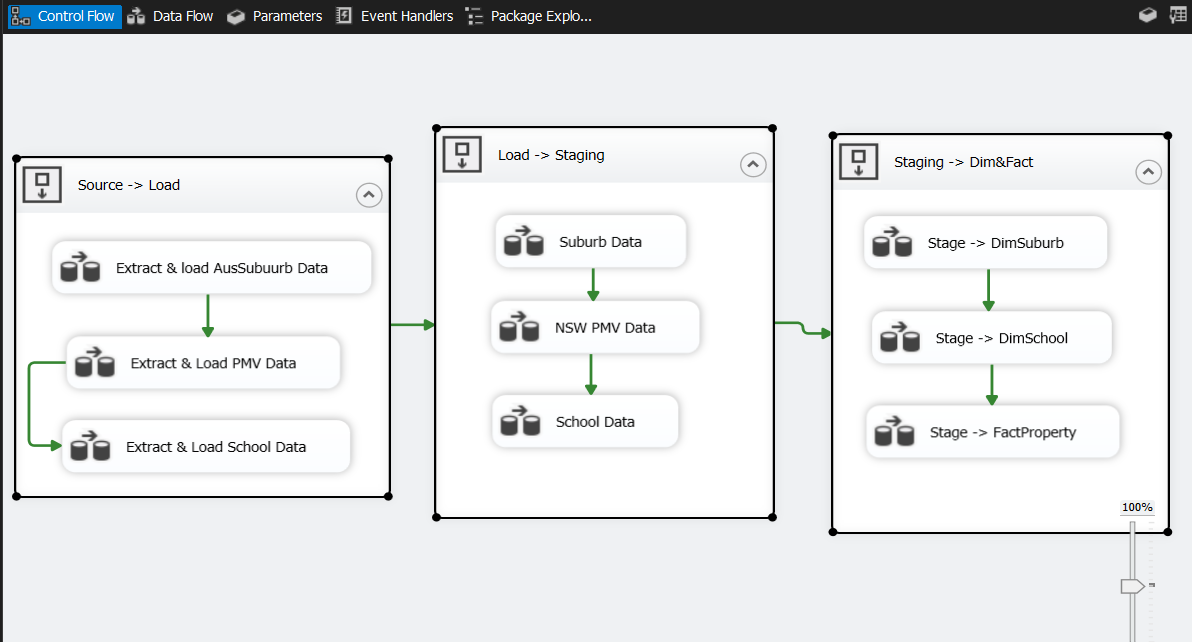 Control Flow
Data Flow
Parameters
Event Handlers
Package Explo...
Source -> Load
Extract & load AusSubuurb Data
Extract & Load PMV Data
Extract & Load School Data
Load -> Staging
Suburb Data
NSW PMV Data
School Data
Staging -> Dim&Fact
Stage -> DimSuburb
Stage -> DimSchool
Stage -> FactProperty
100%